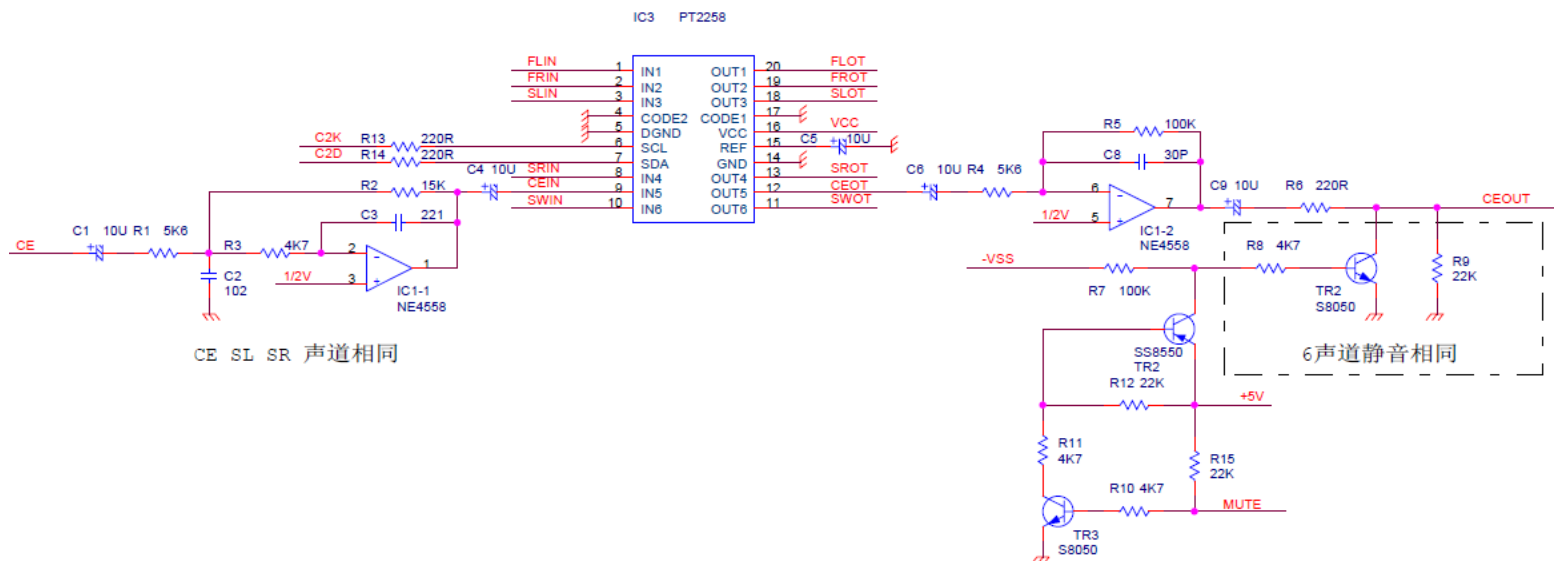 IC3 PT2258
FLIN 1 IN1 OUT1 20 FLOT
FRIN 2 IN2 OUT2 19 FROT
SLIN 3 IN3 OUT3 18 SLOT
4 CODE2 CODE1 17
5 DGND VCC 16 VCC
C2K R13 220R 6 SCL REF 15 C5 10U
C2D R14 220R 7 SDA GND 14
SRIN 8 IN4 OUT4 13 SROT
CEIN 9 IN5 OUT5 12 CEOT
SWIN 10 IN6 OUT6 11 SWOT
R2 15K C4 10U
C3 221
CE C1 10U R1 5K6 R3 4K7 2 -
1/2V 3 + 1
C2
102
IC1-1
NE4558
CE SL SR 声道相同
R5 100K
C8 30P
C6 10U R4 5K6 6 -
1/2V 5 + 7
IC1-2
NE4558
C9 10U R6 220R CEOUT
-VSS R7 100K
R8 4K7
TR2
S8050
R9
22K
6声道静音相同
SS8550
TR2
R12 22K +5V
R11
4K7
R15
22K
R10 4K7 MUTE
TR3
S8050